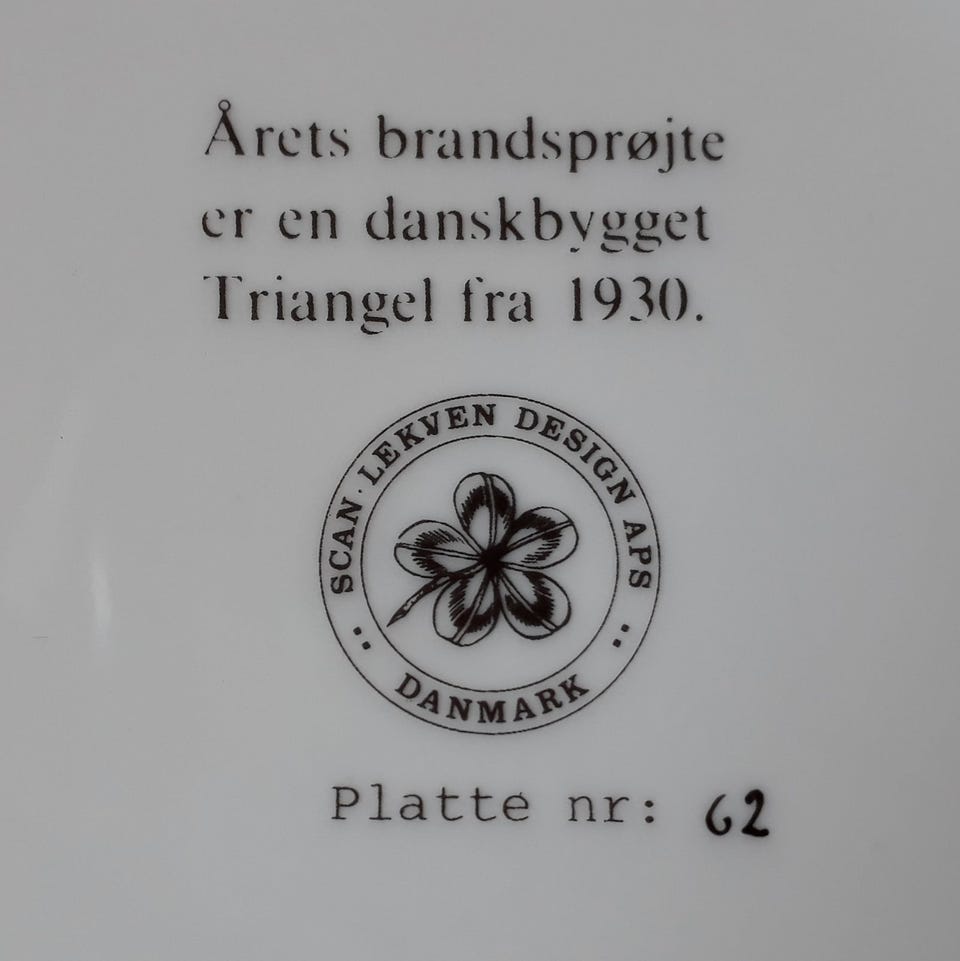 Årets brandsprøjte
er en danskbygget
Triangel fra 1930.
SCAN · LEKVEN DESIGN APS
DANMARK
Platte nr: 62